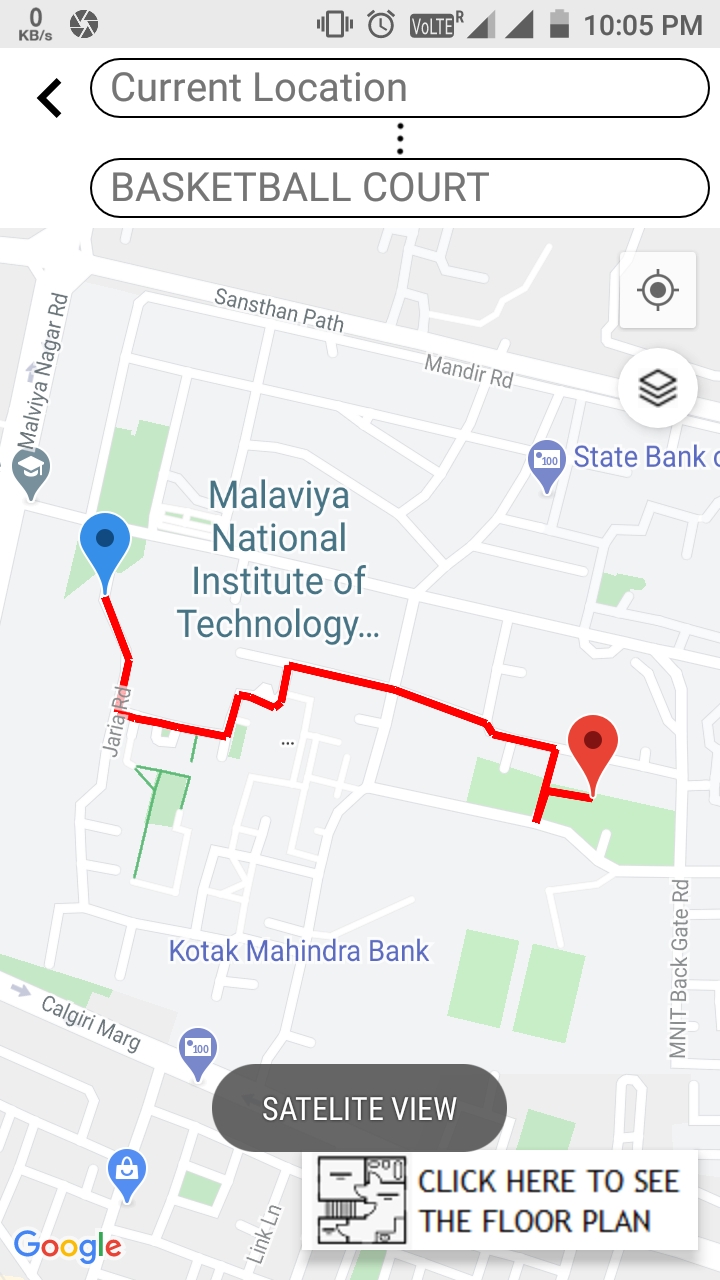 0
KB/s
VoLTE R
10:05 PM
Current Location
BASKETBALL COURT
Sansthan Path
Malviya Nagar Rd
Mandir Rd
100
State Bank o
Malaviya
National
Institute of
Technology...
Jaria Rd
...
MNIT Back Gate Rd
Kotak Mahindra Bank
Calgiri Marg
100
SATELITE VIEW
CLICK HERE TO SEE
THE FLOOR PLAN
Link Ln
Google